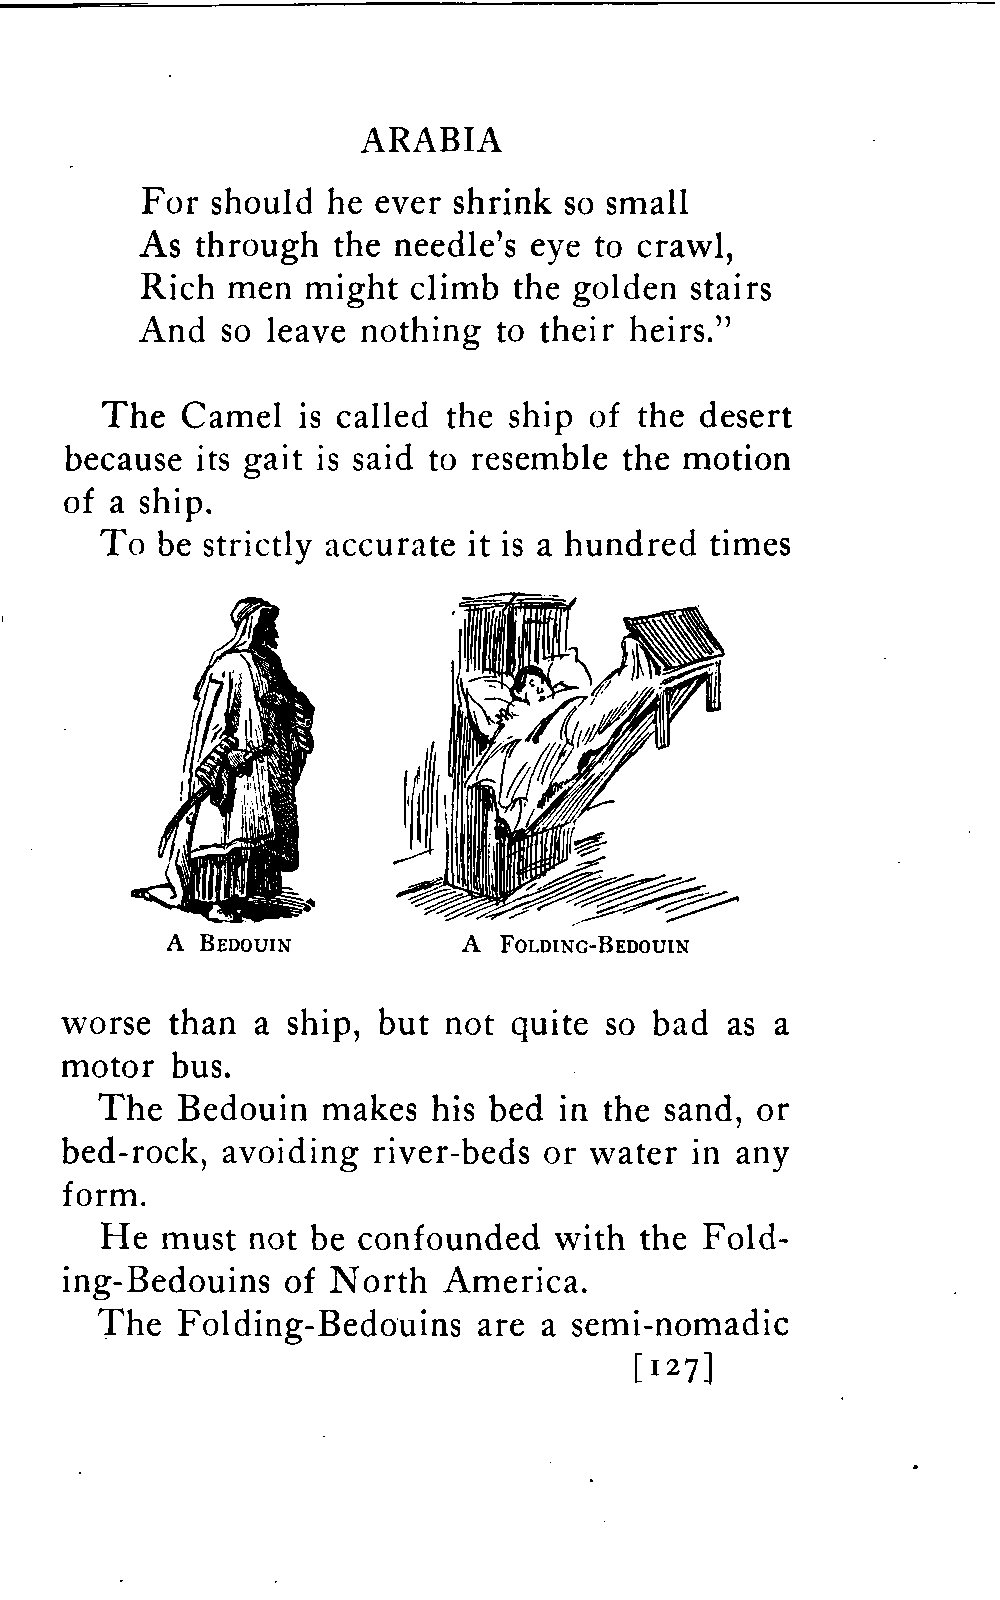 ARABIA
For should he ever shrink so small
As through the needle's eye to crawl,
Rich men might climb the golden stairs
And so leave nothing to their heirs.”
The Camel is called the ship of the desert
because its gait is said to resemble the motion
of a ship.
To be strictly accurate it is a hundred times
A BEDOUIN
A FOLDING-BEDOUIN
worse than a ship, but not quite so bad as a
motor bus.
The Bedouin makes his bed in the sand, or
bed-rock, avoiding river-beds or water in any
form.
He must not be confounded with the Fold-
ing-Bedouins of North America.
The Folding-Bedouins are a semi-nomadic
[127]